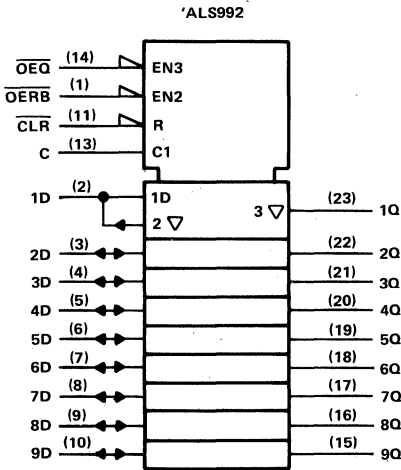 'ALS992
OEQ (14) EN3
OERB (1) EN2
CLR (11) R
C (13) C1
1D (2) 1D 3 ▽ (23) 1Q
2 ▽
2D (3) (22) 2Q
3D (4) (21) 3Q
4D (5) (20) 4Q
5D (6) (19) 5Q
6D (7) (18) 6Q
7D (8) (17) 7Q
8D (9) (16) 8Q
9D (10) (15) 9Q